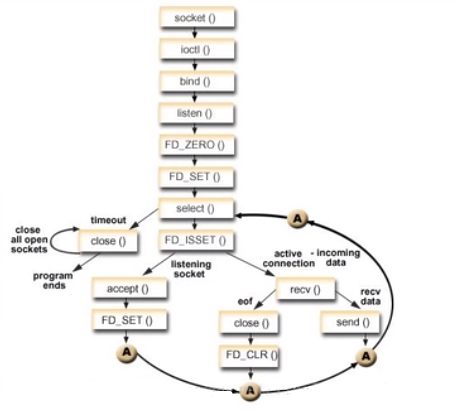 socket ()
ioctl ()
bind ()
listen ()
FD_ZERO ()
FD_SET ()
select ()
A
timeout
close
all open
sockets
close ()
FD_ISSET ()
program
ends
listening
socket
active
connection
- incoming
data
accept ()
recv ()
eof
recv
data
FD_SET ()
close ()
send ()
A
FD_CLR ()
A
A